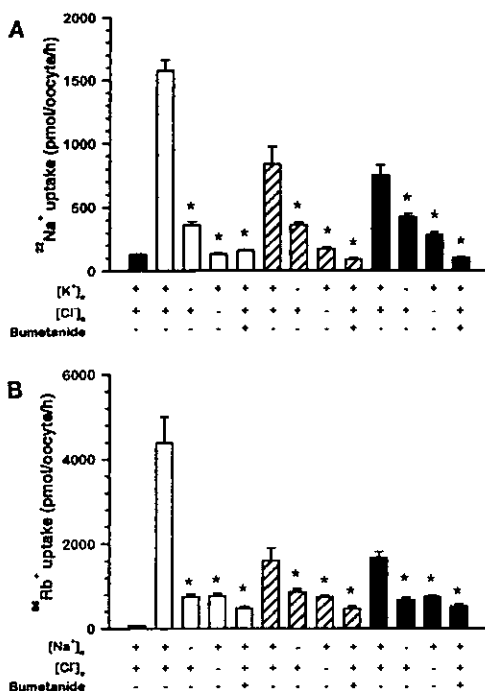 A
²²Na⁺ uptake (pmol/oocyte/h)
2000
1500
1000
500
0
* * * * * * * * *
[K⁺]ₑ + + - + + + - + + + - + +
[Cl⁻]ₑ + + + - + + + - + + + - +
Bumetanide - - - - + - - - + - - - +
B
⁸⁶Rb⁺ uptake (pmol/oocyte/h)
6000
4000
2000
0
* * * * * * * * *
[Na⁺]ₑ + + - + + + - + + + - + +
[Cl⁻]ₑ + + + - + + + - + + + - +
Bumetanide - - - - + - - - + - - - +